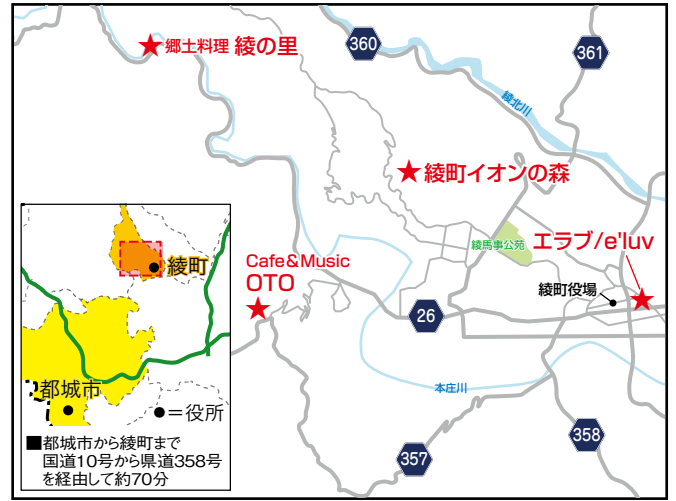 郷土料理 綾の里
360
361
綾北川
綾町イオンの森
綾馬事公苑
エラブ/e'luv
Cafe&Music
OTO
綾町役場
26
本庄川
357
358
綾町
都城市
●=役所
■都城市から綾町まで
国道10号から県道358号
を経由して約70分